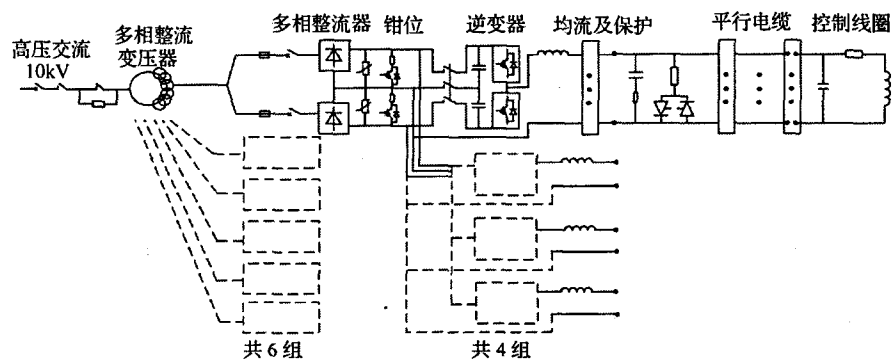 高压交流
10kV
多相整流
变压器
多相整流器
钳位
逆变器
均流及保护
平行电缆
控制线圈
共6组
共4组